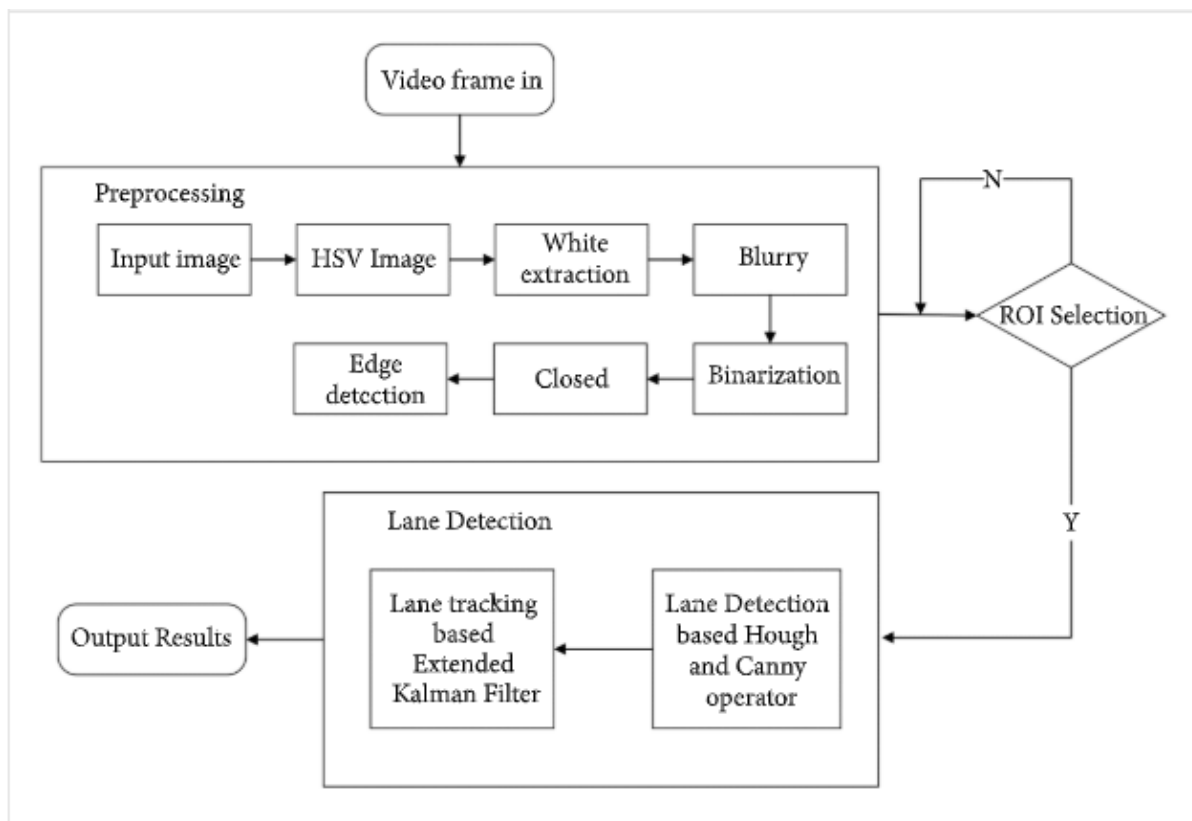 Video frame in
Preprocessing
Input image
HSV Image
White
extraction
Blurry
Binarization
Closed
Edge
detection
N
ROI Selection
Y
Lane Detection
Lane Detection
based Hough
and Canny
operator
Lane tracking
based
Extended
Kalman Filter
Output Results